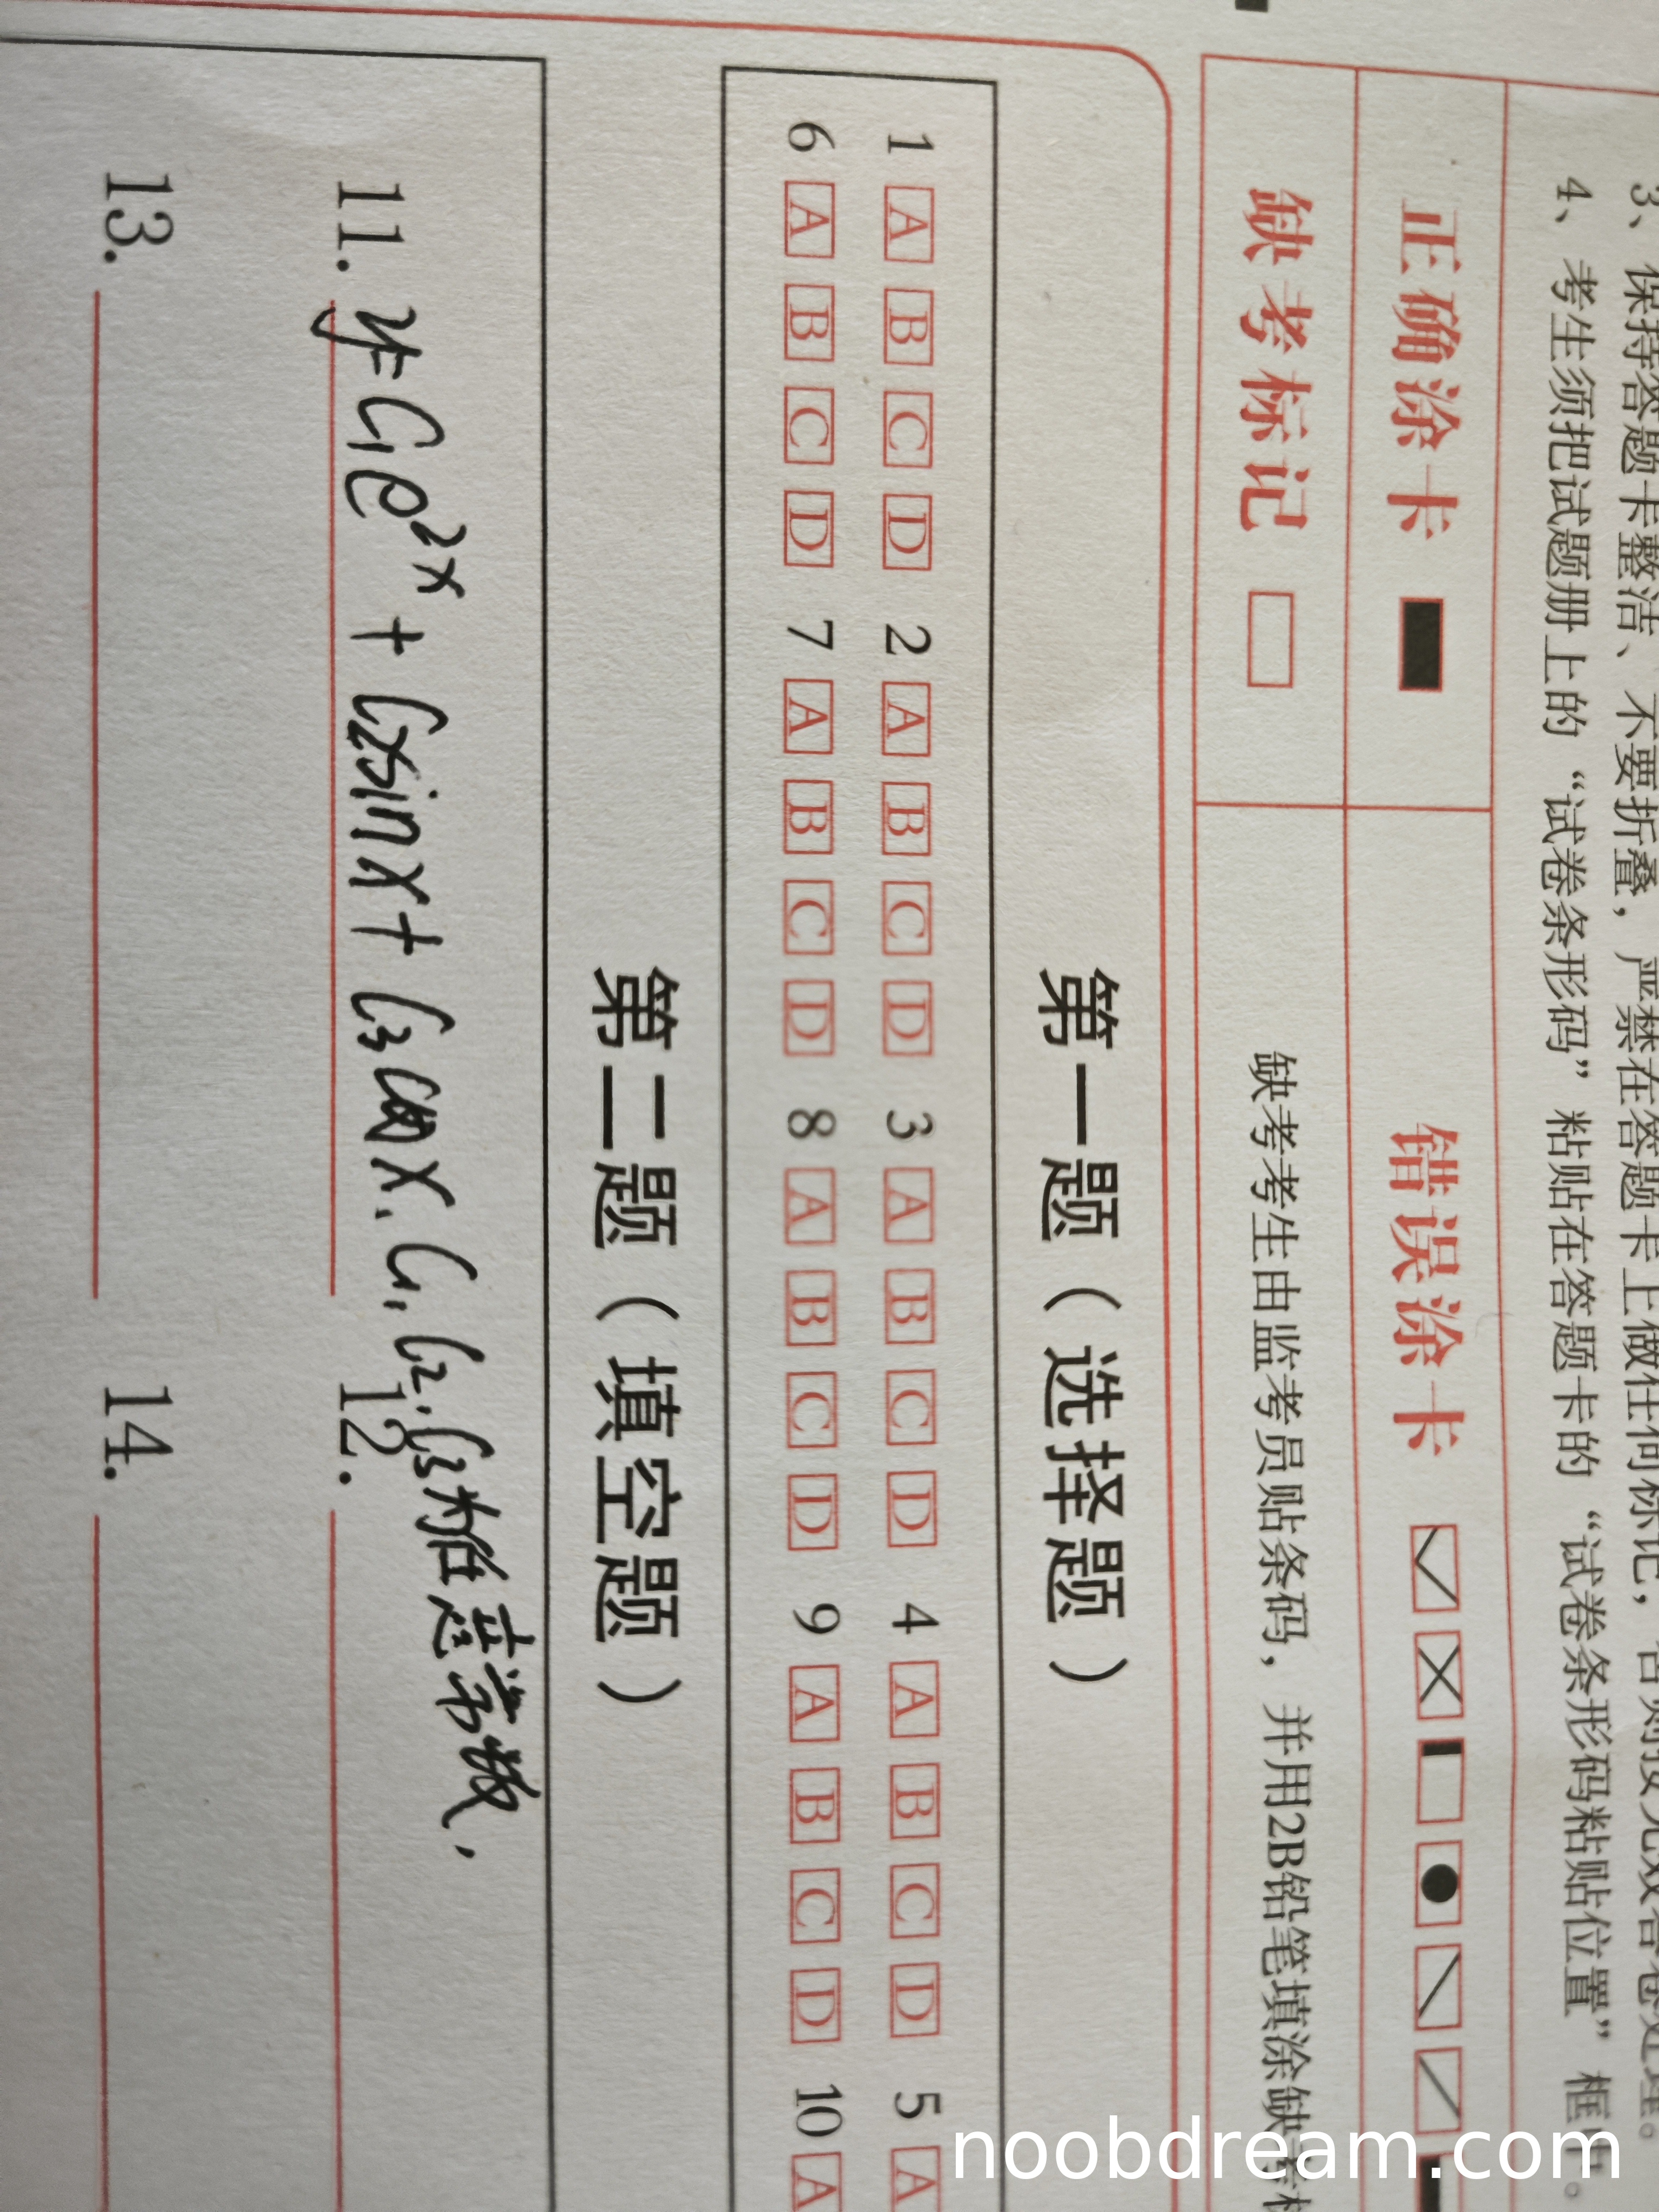 3、保持答题卡整洁、不要折叠，严禁在答题卡上做任何标记，否则按无效答卷处理。
4、考生须把试题册上的“试卷条形码”粘贴在答题卡的“试卷条形码粘贴位置”框中。
正确涂卡
错误涂卡
缺考标记
缺考考生由监考员贴条码，并用2B铅笔填涂缺考标
第一题（选择题）
1 A B C D 2 A B C D 3 A B C D 4 A B C D 5 A
6 A B C D 7 A B C D 8 A B C D 9 A B C D 10 A
第二题（填空题）
11. y=C₁e^2x + C₂sinx + C₃cosx, C₁, C₂, C₃为任意常数,
12.
13.
14.
noobdream.com